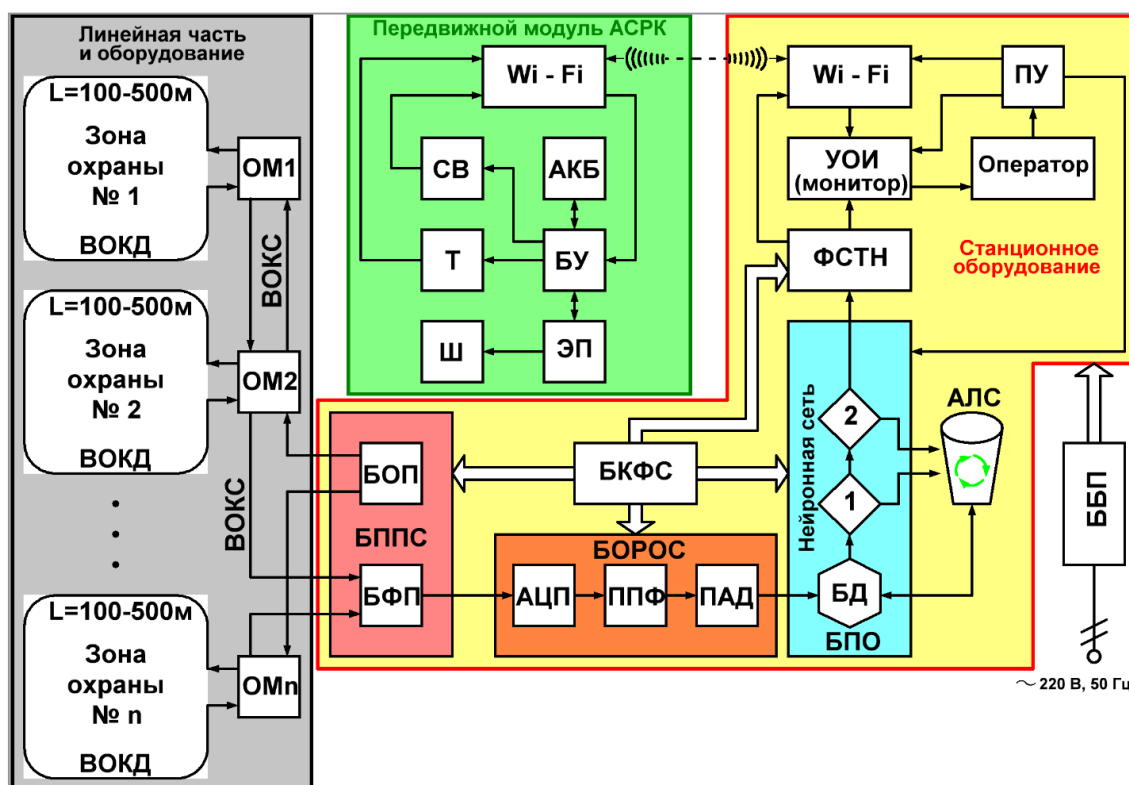 Линейная часть
и оборудование
L=100-500м
Зона
охраны
№ 1
ВОКД
ОМ1
ВОКС
L=100-500м
Зона
охраны
№ 2
ВОКД
ОМ2
ВОКС
L=100-500м
Зона
охраны
№ n
ВОКД
ОМn
Передвижной модуль АСРК
Wi - Fi
СВ
АКБ
Т
БУ
Ш
ЭП
Wi - Fi
ПУ
УОИ
(монитор)
Оператор
ФСТН
Станционное
оборудование
БОП
БППС
БФП
БКФС
БОРОС
АЦП
ППФ
ПАД
Нейронная сеть
2
1
БД
БПО
АЛС
ББП
~ 220 В, 50 Гц